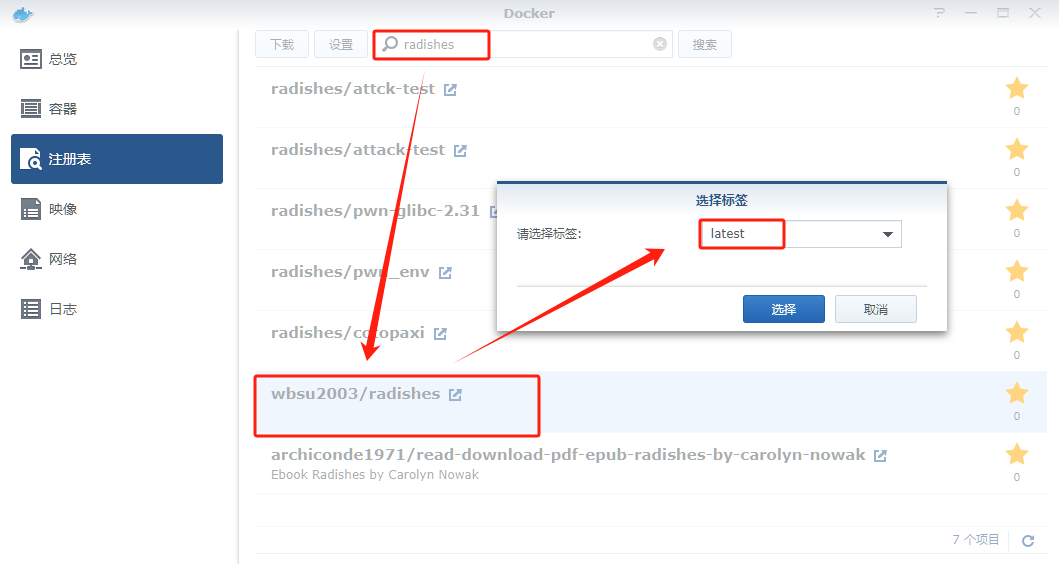 Docker
总览
容器
注册表
映像
网络
日志
下载 设置 radishes 搜索
radishes/attck-test
0
radishes/attack-test
0
radishes/pwn-glibc-2.31
0
radishes/pwn_env
0
radishes/cotopaxi
0
wbsu2003/radishes
0
archiconde1971/read-download-pdf-epub-radishes-by-carolyn-nowak
Ebook Radishes by Carolyn Nowak
0
7 个项目
选择标签
请选择标签: latest
选择 取消